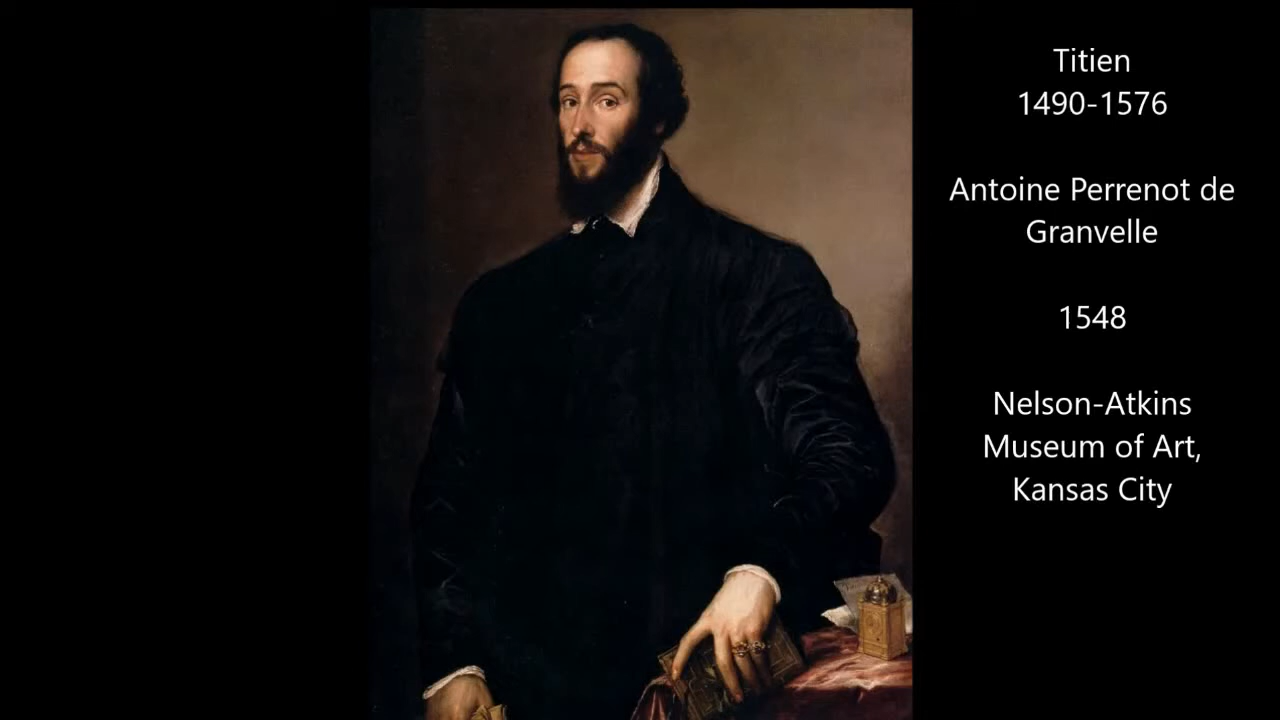 Titien
1490-1576
Antoine Perrenot de
Granvelle
1548
Nelson-Atkins
Museum of Art,
Kansas City